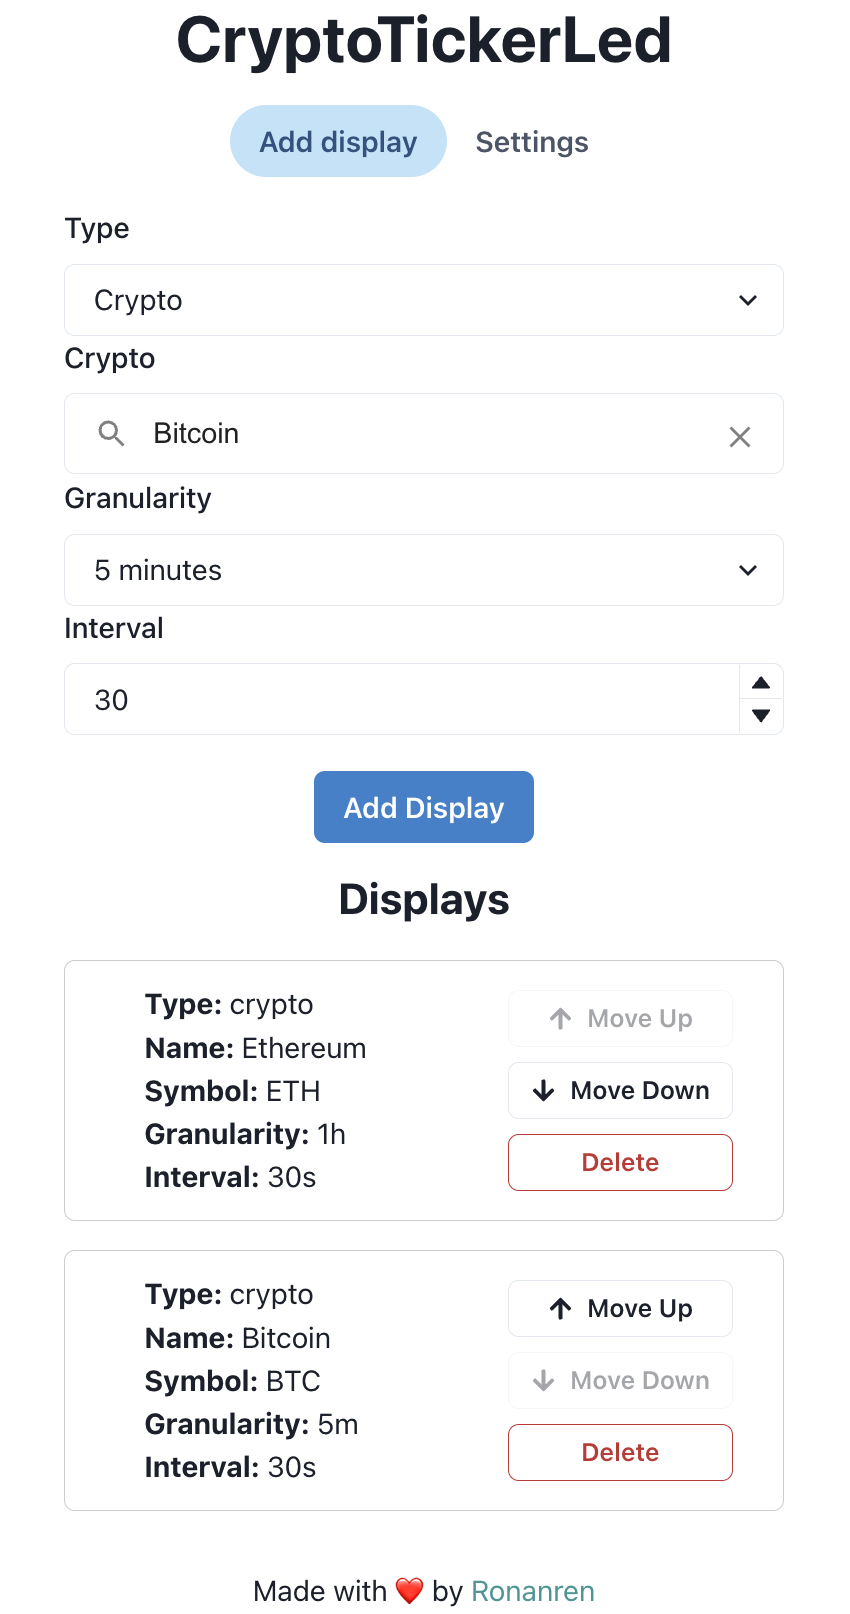 CryptoTickerLed
Add display Settings
Type
Crypto
Crypto
Bitcoin
Granularity
5 minutes
Interval
30
Add Display
Displays
Type: crypto
Name: Ethereum
Symbol: ETH
Granularity: 1h
Interval: 30s
Move Up
Move Down
Delete
Type: crypto
Name: Bitcoin
Symbol: BTC
Granularity: 5m
Interval: 30s
Move Up
Move Down
Delete
Made with ❤️ by Ronanren